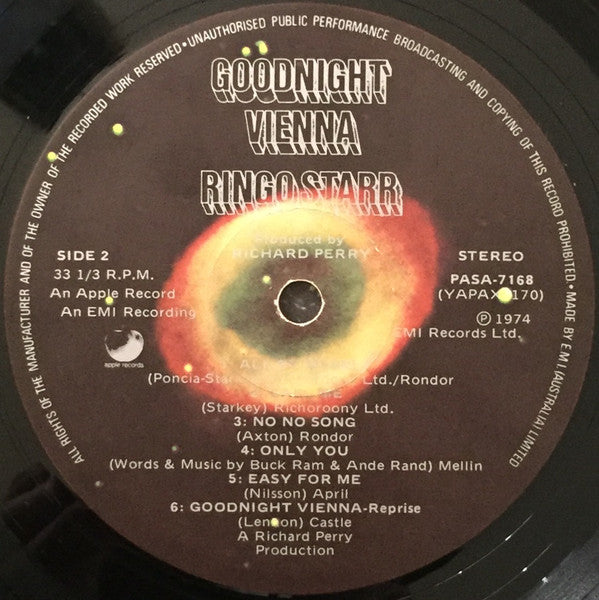 ALL RIGHTS OF THE MANUFACTURER AND OF THE OWNER OF THE RECORDED WORK RESERVED•UNAUTHORISED PUBLIC PERFORMANCE BROADCASTING AND COPYING OF THIS RECORD PROHIBITED•MADE BY E.M.I. (AUSTRALIA) LIMITED
GOODNIGHT
VIENNA
RINGO STARR
Produced by
RICHARD PERRY
SIDE 2
33 1/3 R.P.M.
An Apple Record
An EMI Recording
apple records
STEREO
PASA-7168
℗ 1974
EMI Records Ltd.
Ltd./Rondor
(Starkey) Richoroony Ltd.
3: NO NO SONG
(Axton) Rondor
4: ONLY YOU
(Words & Music by Buck Ram & Ande Rand) Mellin
5: EASY FOR ME
(Nilsson) April
6: GOODNIGHT VIENNA-Reprise
(Lennon) Castle
A Richard Perry
Production